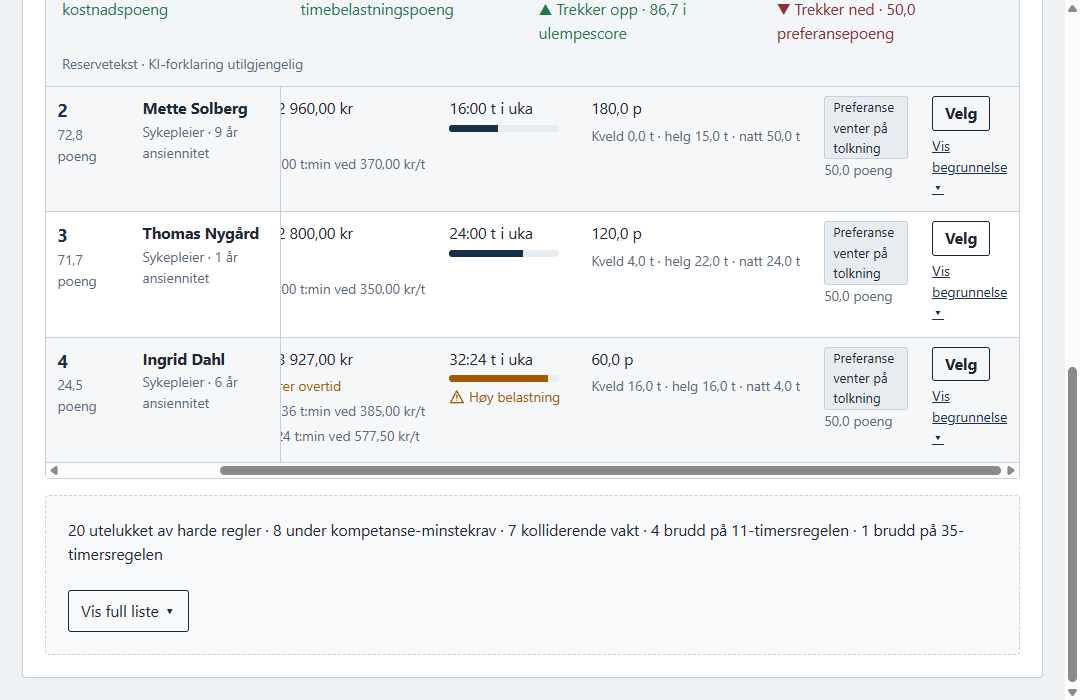 kostnadspoeng
timebelastningspoeng
▲ Trekker opp · 86,7 i
ulempescore
▼ Trekker ned · 50,0
preferansepoeng
Reservetekst · KI-forklaring utilgjengelig
2
72,8
poeng
Mette Solberg
Sykepleier · 9 år
ansiennitet
2 960,00 kr
00 t:min ved 370,00 kr/t
16:00 t i uka
180,0 p
Kveld 0,0 t · helg 15,0 t · natt 50,0 t
Preferanse
venter på
tolkning
50,0 poeng
Velg
Vis
begrunnelse
▾
3
71,7
poeng
Thomas Nygård
Sykepleier · 1 år
ansiennitet
2 800,00 kr
00 t:min ved 350,00 kr/t
24:00 t i uka
120,0 p
Kveld 4,0 t · helg 22,0 t · natt 24,0 t
Preferanse
venter på
tolkning
50,0 poeng
Velg
Vis
begrunnelse
▾
4
24,5
poeng
Ingrid Dahl
Sykepleier · 6 år
ansiennitet
3 927,00 kr
overtid
36 t:min ved 385,00 kr/t
24 t:min ved 577,50 kr/t
32:24 t i uka
⚠ Høy belastning
60,0 p
Kveld 16,0 t · helg 16,0 t · natt 4,0 t
Preferanse
venter på
tolkning
50,0 poeng
Velg
Vis
begrunnelse
▾
20 utelukket av harde regler · 8 under kompetanse-minstekrav · 7 kolliderende vakt · 4 brudd på 11-timersregelen · 1 brudd på 35-
timersregelen
Vis full liste ▾